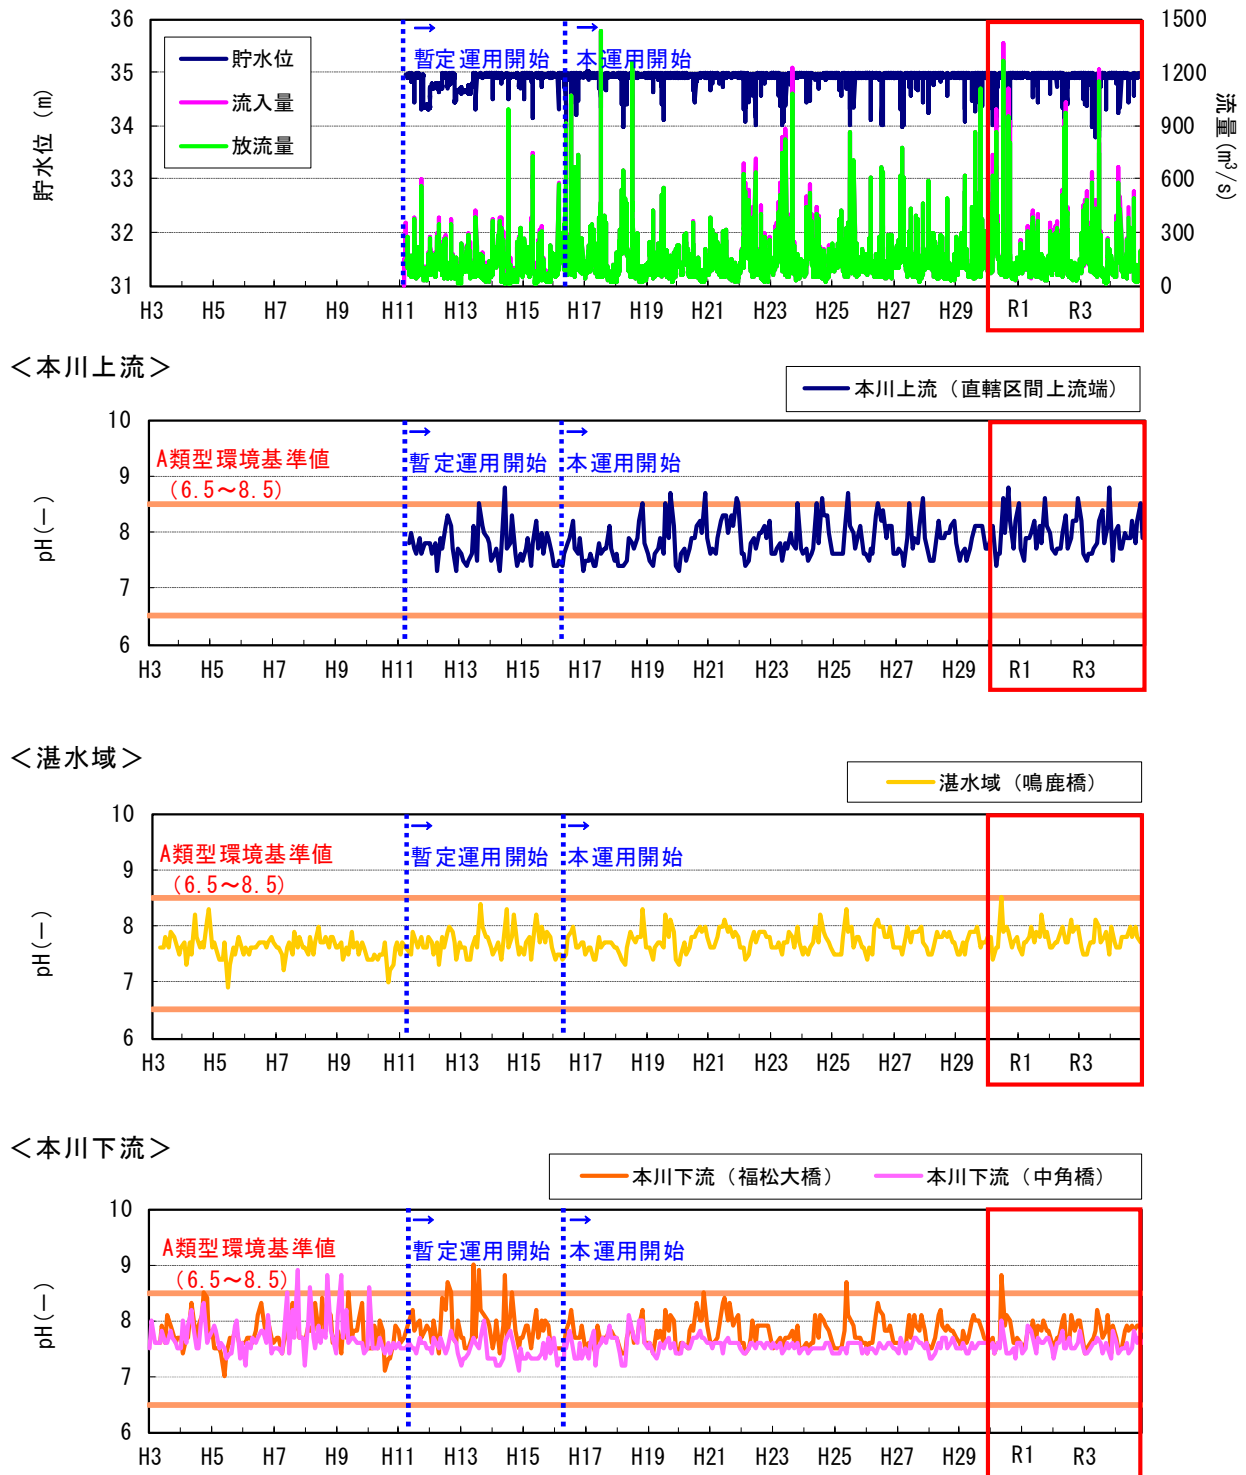 36
35
34
33
32
31
貯水位 (m)
1500
1200
900
600
300
0
流量(m³/s)
貯水位
流入量
放流量
→
暫定運用開始
→
本運用開始
H3 H5 H7 H9 H11 H13 H15 H17 H19 H21 H23 H25 H27 H29 R1 R3
＜本川上流＞
本川上流（直轄区間上流端）
10
9
8
7
6
pH(－)
A類型環境基準値
(6.5～8.5)
→
暫定運用開始
→
本運用開始
H3 H5 H7 H9 H11 H13 H15 H17 H19 H21 H23 H25 H27 H29 R1 R3
＜湛水域＞
湛水域（鳴鹿橋）
10
9
8
7
6
pH(－)
A類型環境基準値
(6.5～8.5)
→
暫定運用開始
→
本運用開始
H3 H5 H7 H9 H11 H13 H15 H17 H19 H21 H23 H25 H27 H29 R1 R3
＜本川下流＞
本川下流（福松大橋） 本川下流（中角橋）
10
9
8
7
6
pH(－)
A類型環境基準値
(6.5～8.5)
→
暫定運用開始
→
本運用開始
H3 H5 H7 H9 H11 H13 H15 H17 H19 H21 H23 H25 H27 H29 R1 R3